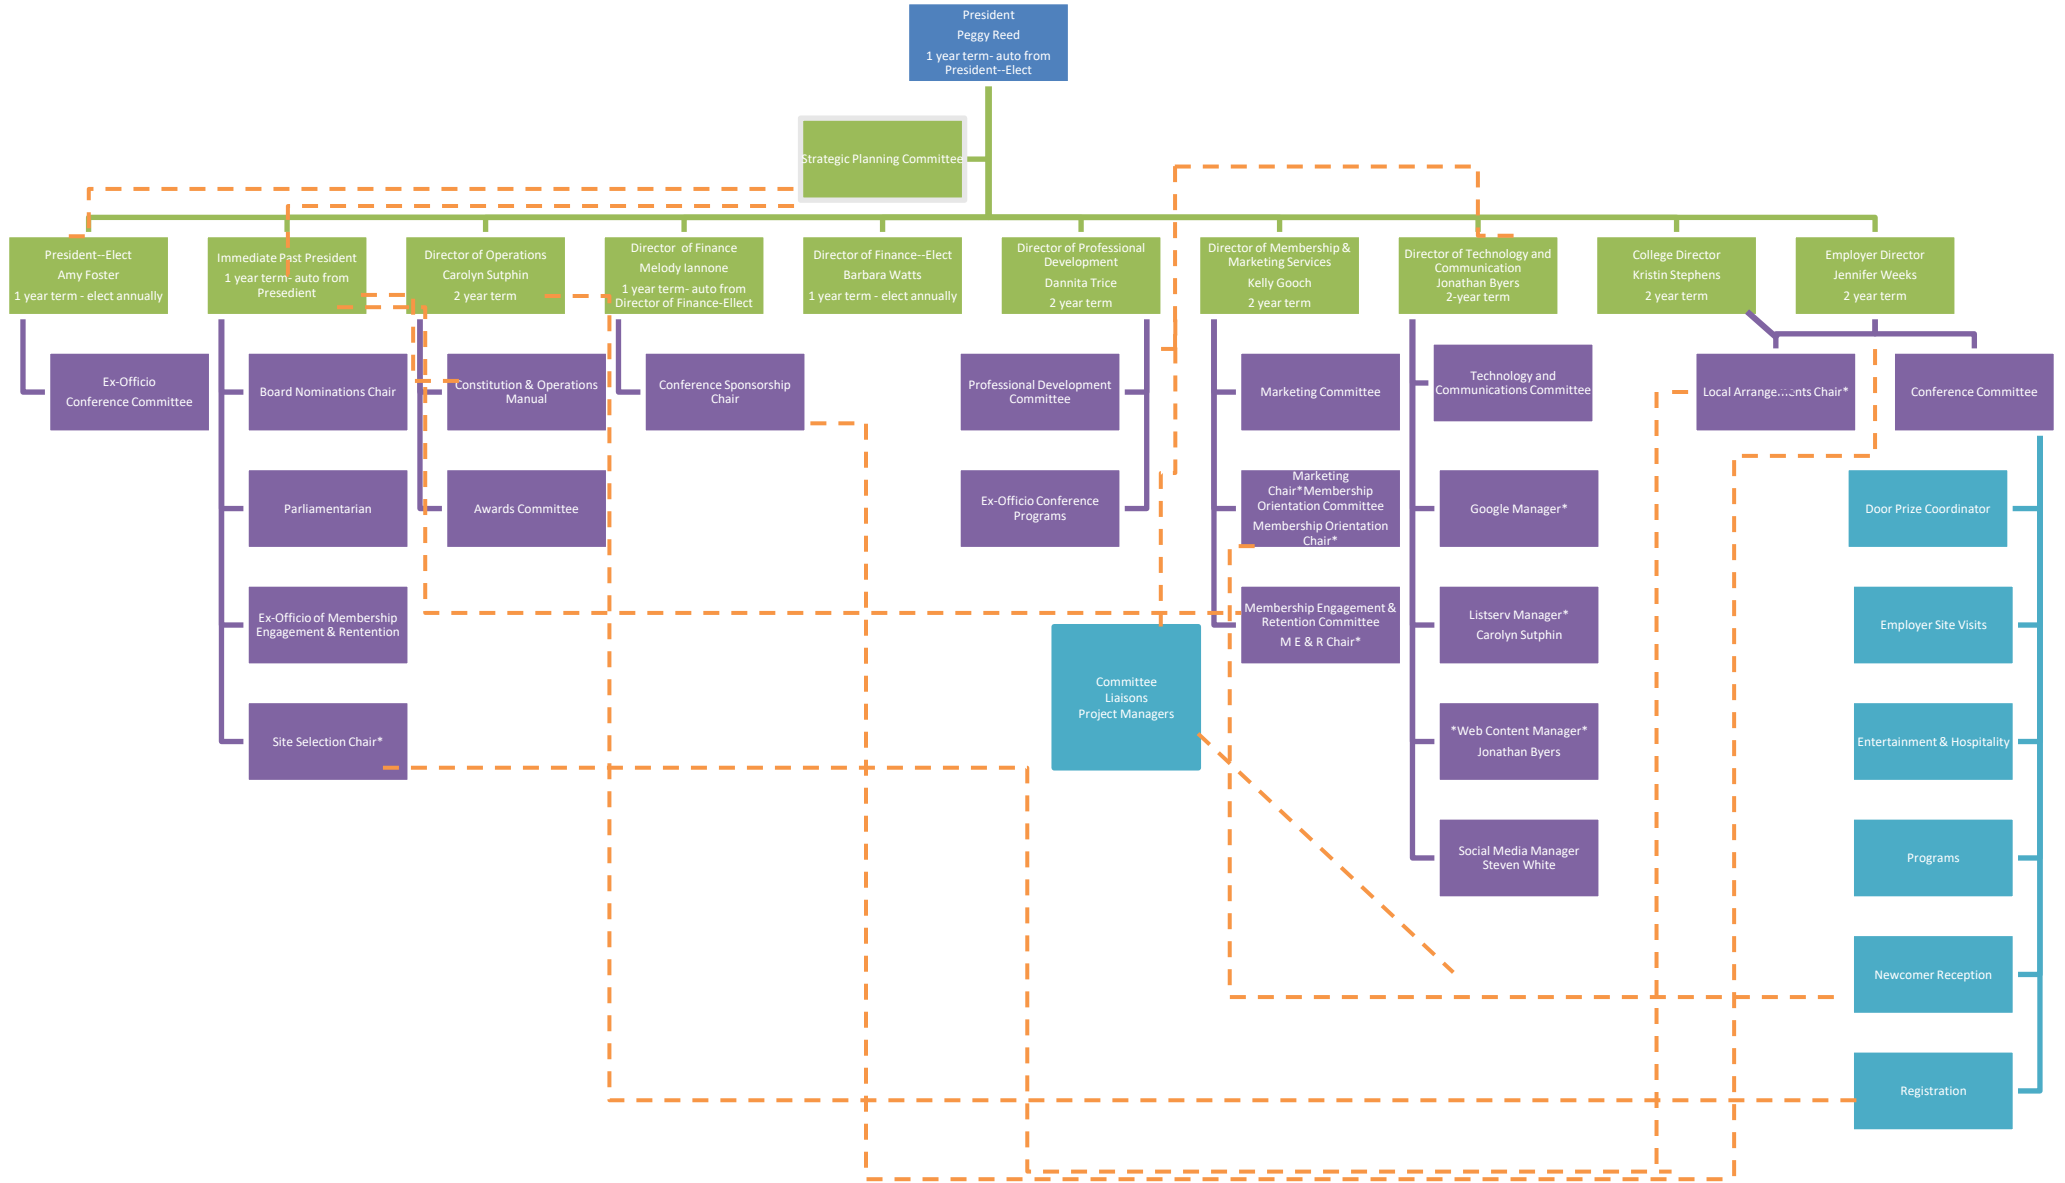 President
Peggy Reed
1 year term- auto from
President--Elect
Strategic Planning Committee
President--Elect
Amy Foster
1 year term - elect annually
Immediate Past President
1 year term- auto from
Presedient
Director of Operations
Carolyn Sutphin
2 year term
Director of Finance
Melody Iannone
1 year term- auto from
Director of Finance-Ellect
Director of Finance--Elect
Barbara Watts
1 year term - elect annually
Director of Professional
Development
Dannita Trice
2 year term
Director of Membership &
Marketing Services
Kelly Gooch
2 year term
Director of Technology and
Communication
Jonathan Byers
2-year term
College Director
Kristin Stephens
2 year term
Employer Director
Jennifer Weeks
2 year term
Ex-Officio
Conference Committee
Board Nominations Chair
Parliamentarian
Ex-Officio of Membership
Engagement & Rentention
Site Selection Chair*
Constitution & Operations
Manual
Awards Committee
Conference Sponsorship
Chair
Professional Development
Committee
Ex-Officio Conference
Programs
Marketing Committee
Marketing
Chair*Membership
Orientation Committee
Membership Orientation
Chair*
Membership Engagement &
Retention Committee
M E & R Chair*
Technology and
Communications Committee
Google Manager*
Listserv Manager*
Carolyn Sutphin
*Web Content Manager*
Jonathan Byers
Social Media Manager
Steven White
Local Arrangements Chair*
Conference Committee
Door Prize Coordinator
Employer Site Visits
Entertainment & Hospitality
Programs
Newcomer Reception
Registration
Committee
Liaisons
Project Managers